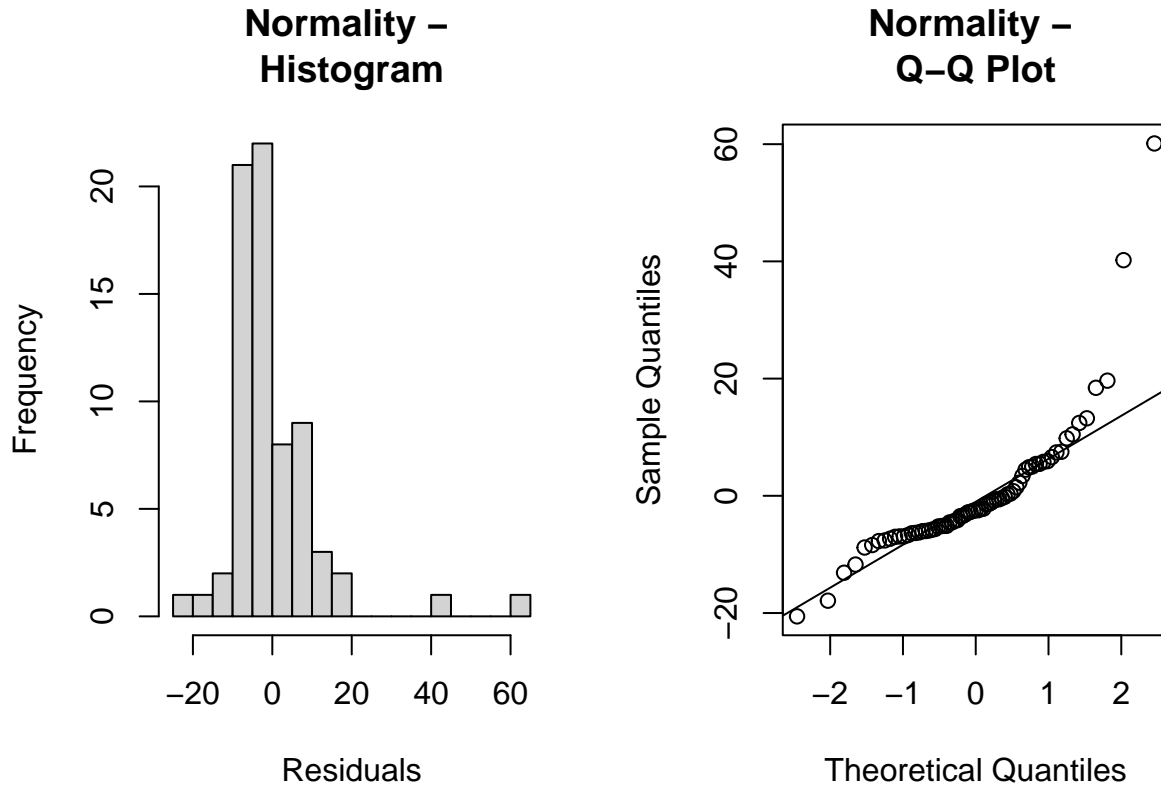 Normality –
Histogram
Frequency
0
5
10
15
20
−20
0
20
40
60
Residuals
Normality –
Q−Q Plot
Sample Quantiles
−20
0
20
40
60
−2
−1
0
1
2
Theoretical Quantiles